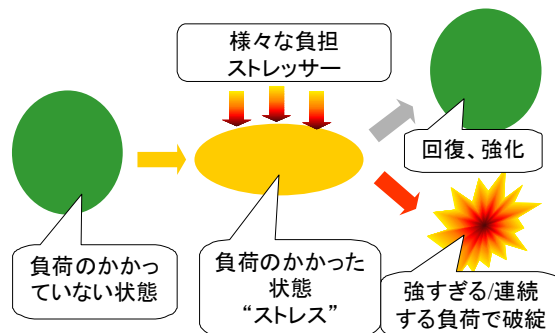 様々な負担
ストレッサー
回復、強化
負荷のかかっ
ていない状態
負荷のかかった
状態
“ストレス”
強すぎる/連続
する負荷で破綻